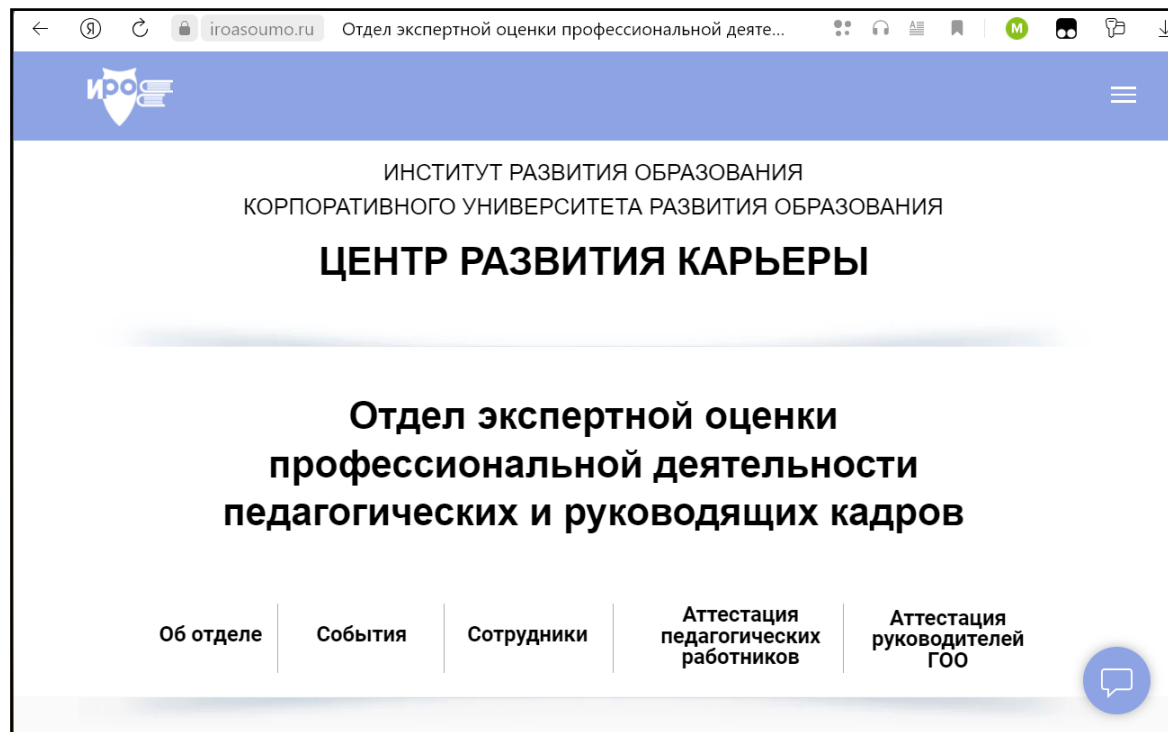 iroasoumo.ru Отдел экспертной оценки профессиональной деяте...
М
ИРО
ИНСТИТУТ РАЗВИТИЯ ОБРАЗОВАНИЯ
КОРПОРАТИВНОГО УНИВЕРСИТЕТА РАЗВИТИЯ ОБРАЗОВАНИЯ
ЦЕНТР РАЗВИТИЯ КАРЬЕРЫ
Отдел экспертной оценки
профессиональной деятельности
педагогических и руководящих кадров
Об отделе
События
Сотрудники
Аттестация
педагогических
работников
Аттестация
руководителей
ГОО